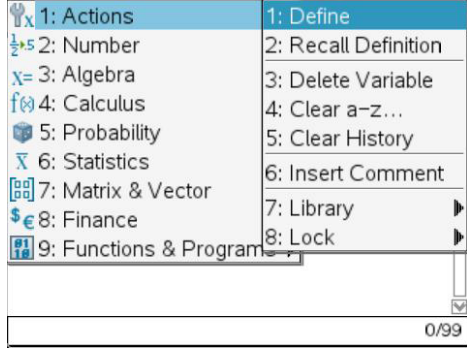 1: Actions
2: Number
X= 3: Algebra
f(x) 4: Calculus
5: Probability
X 6: Statistics
7: Matrix & Vector
$€ 8: Finance
9: Functions & Program
1: Define
2: Recall Definition
3: Delete Variable
4: Clear a-z...
5: Clear History
6: Insert Comment
7: Library
8: Lock
0/99